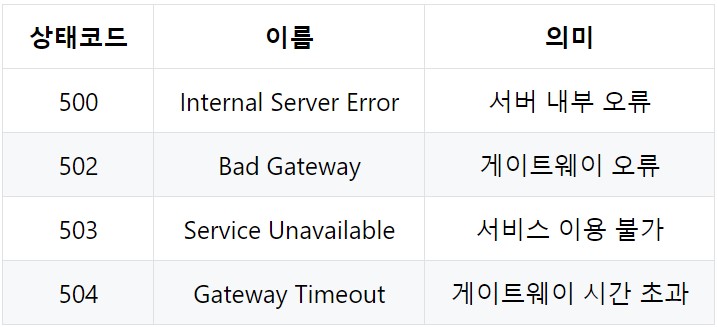 상태코드 이름 의미
500 Internal Server Error 서버 내부 오류
502 Bad Gateway 게이트웨이 오류
503 Service Unavailable 서비스 이용 불가
504 Gateway Timeout 게이트웨이 시간 초과